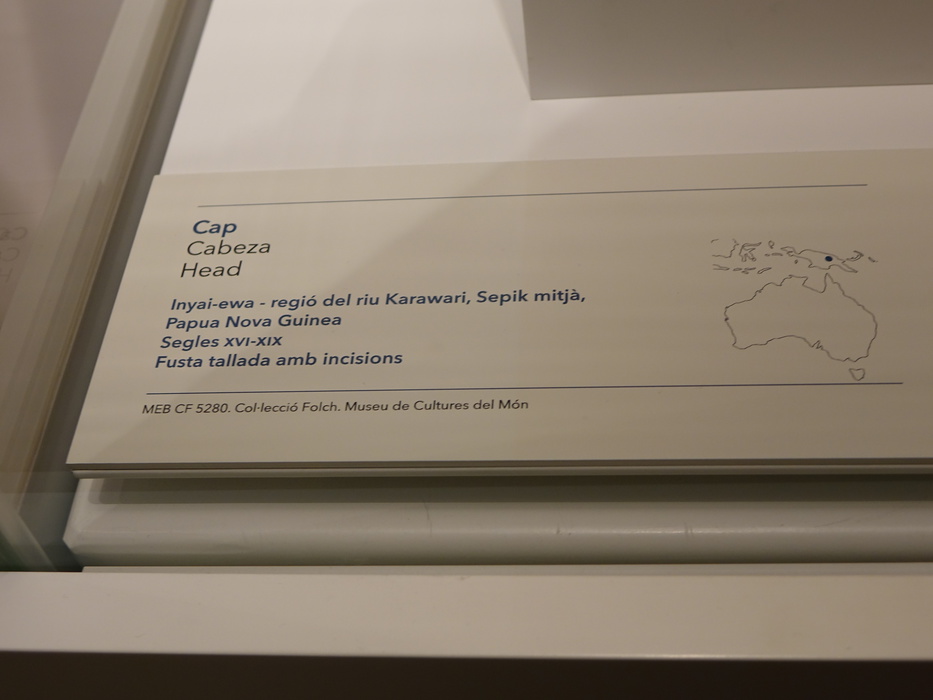 Cap
Cabeza
Head
Inyai-ewa - regió del riu Karawari, Sepik mitjà,
Papua Nova Guinea
Segles XVI-XIX
Fusta tallada amb incisions
MEB CF 5280. Col·lecció Folch. Museu de Cultures del Món